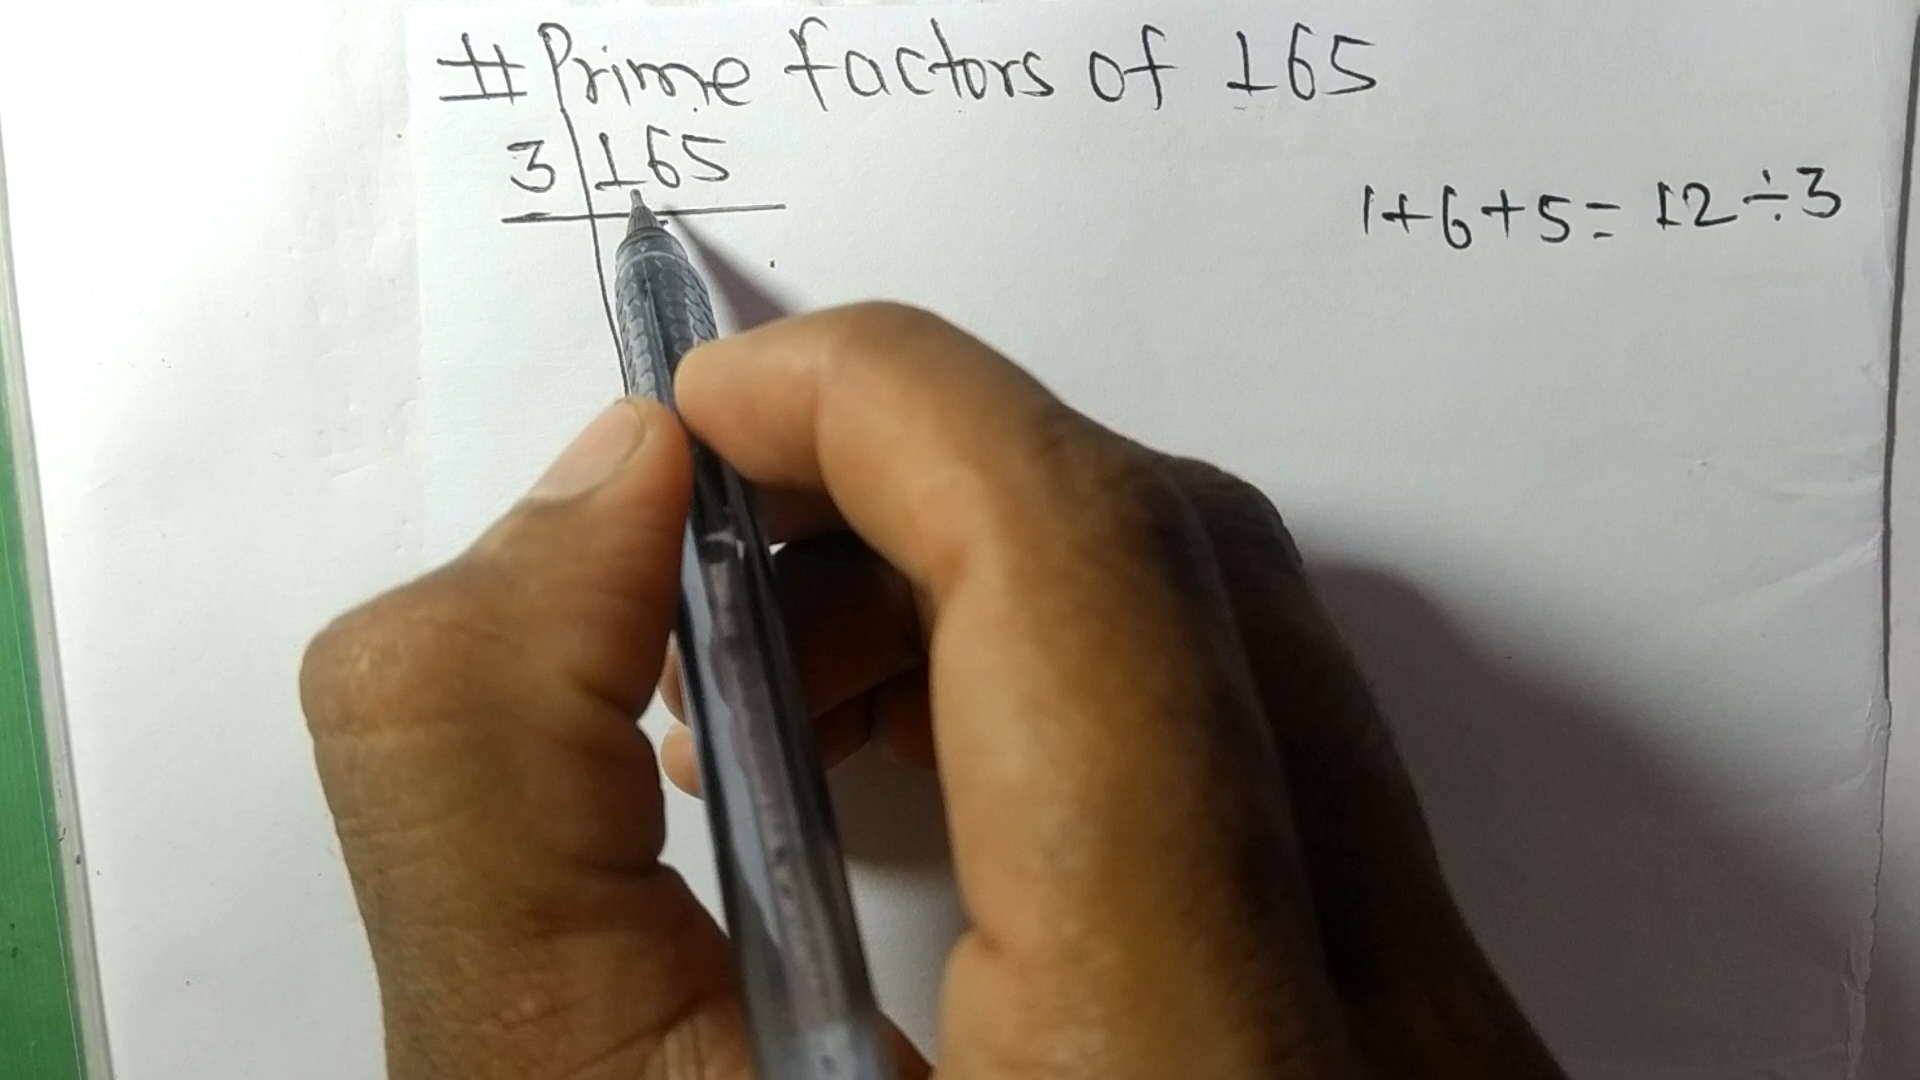 # Prime factors of 165
3 | 165
1+6+5 = 12 ÷ 3